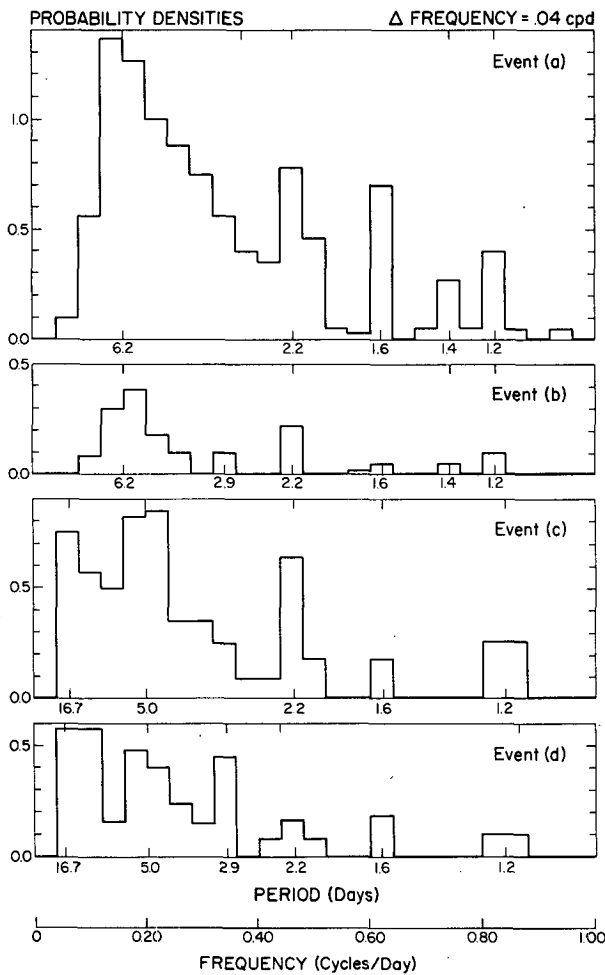 PROBABILITY DENSITIES Δ FREQUENCY = .04 cpd
Event (a)
1.0
0.5
0.0
6.2 2.2 1.6 1.4 1.2
0.5
Event (b)
0.0
6.2 2.9 2.2 1.6 1.4 1.2
Event (c)
0.5
0.0
16.7 5.0 2.2 1.6 1.2
0.5
Event (d)
0.0
16.7 5.0 2.9 2.2 1.6 1.2
PERIOD (Days)
0 0.20 0.40 0.60 0.80 1.00
FREQUENCY (Cycles/Day)